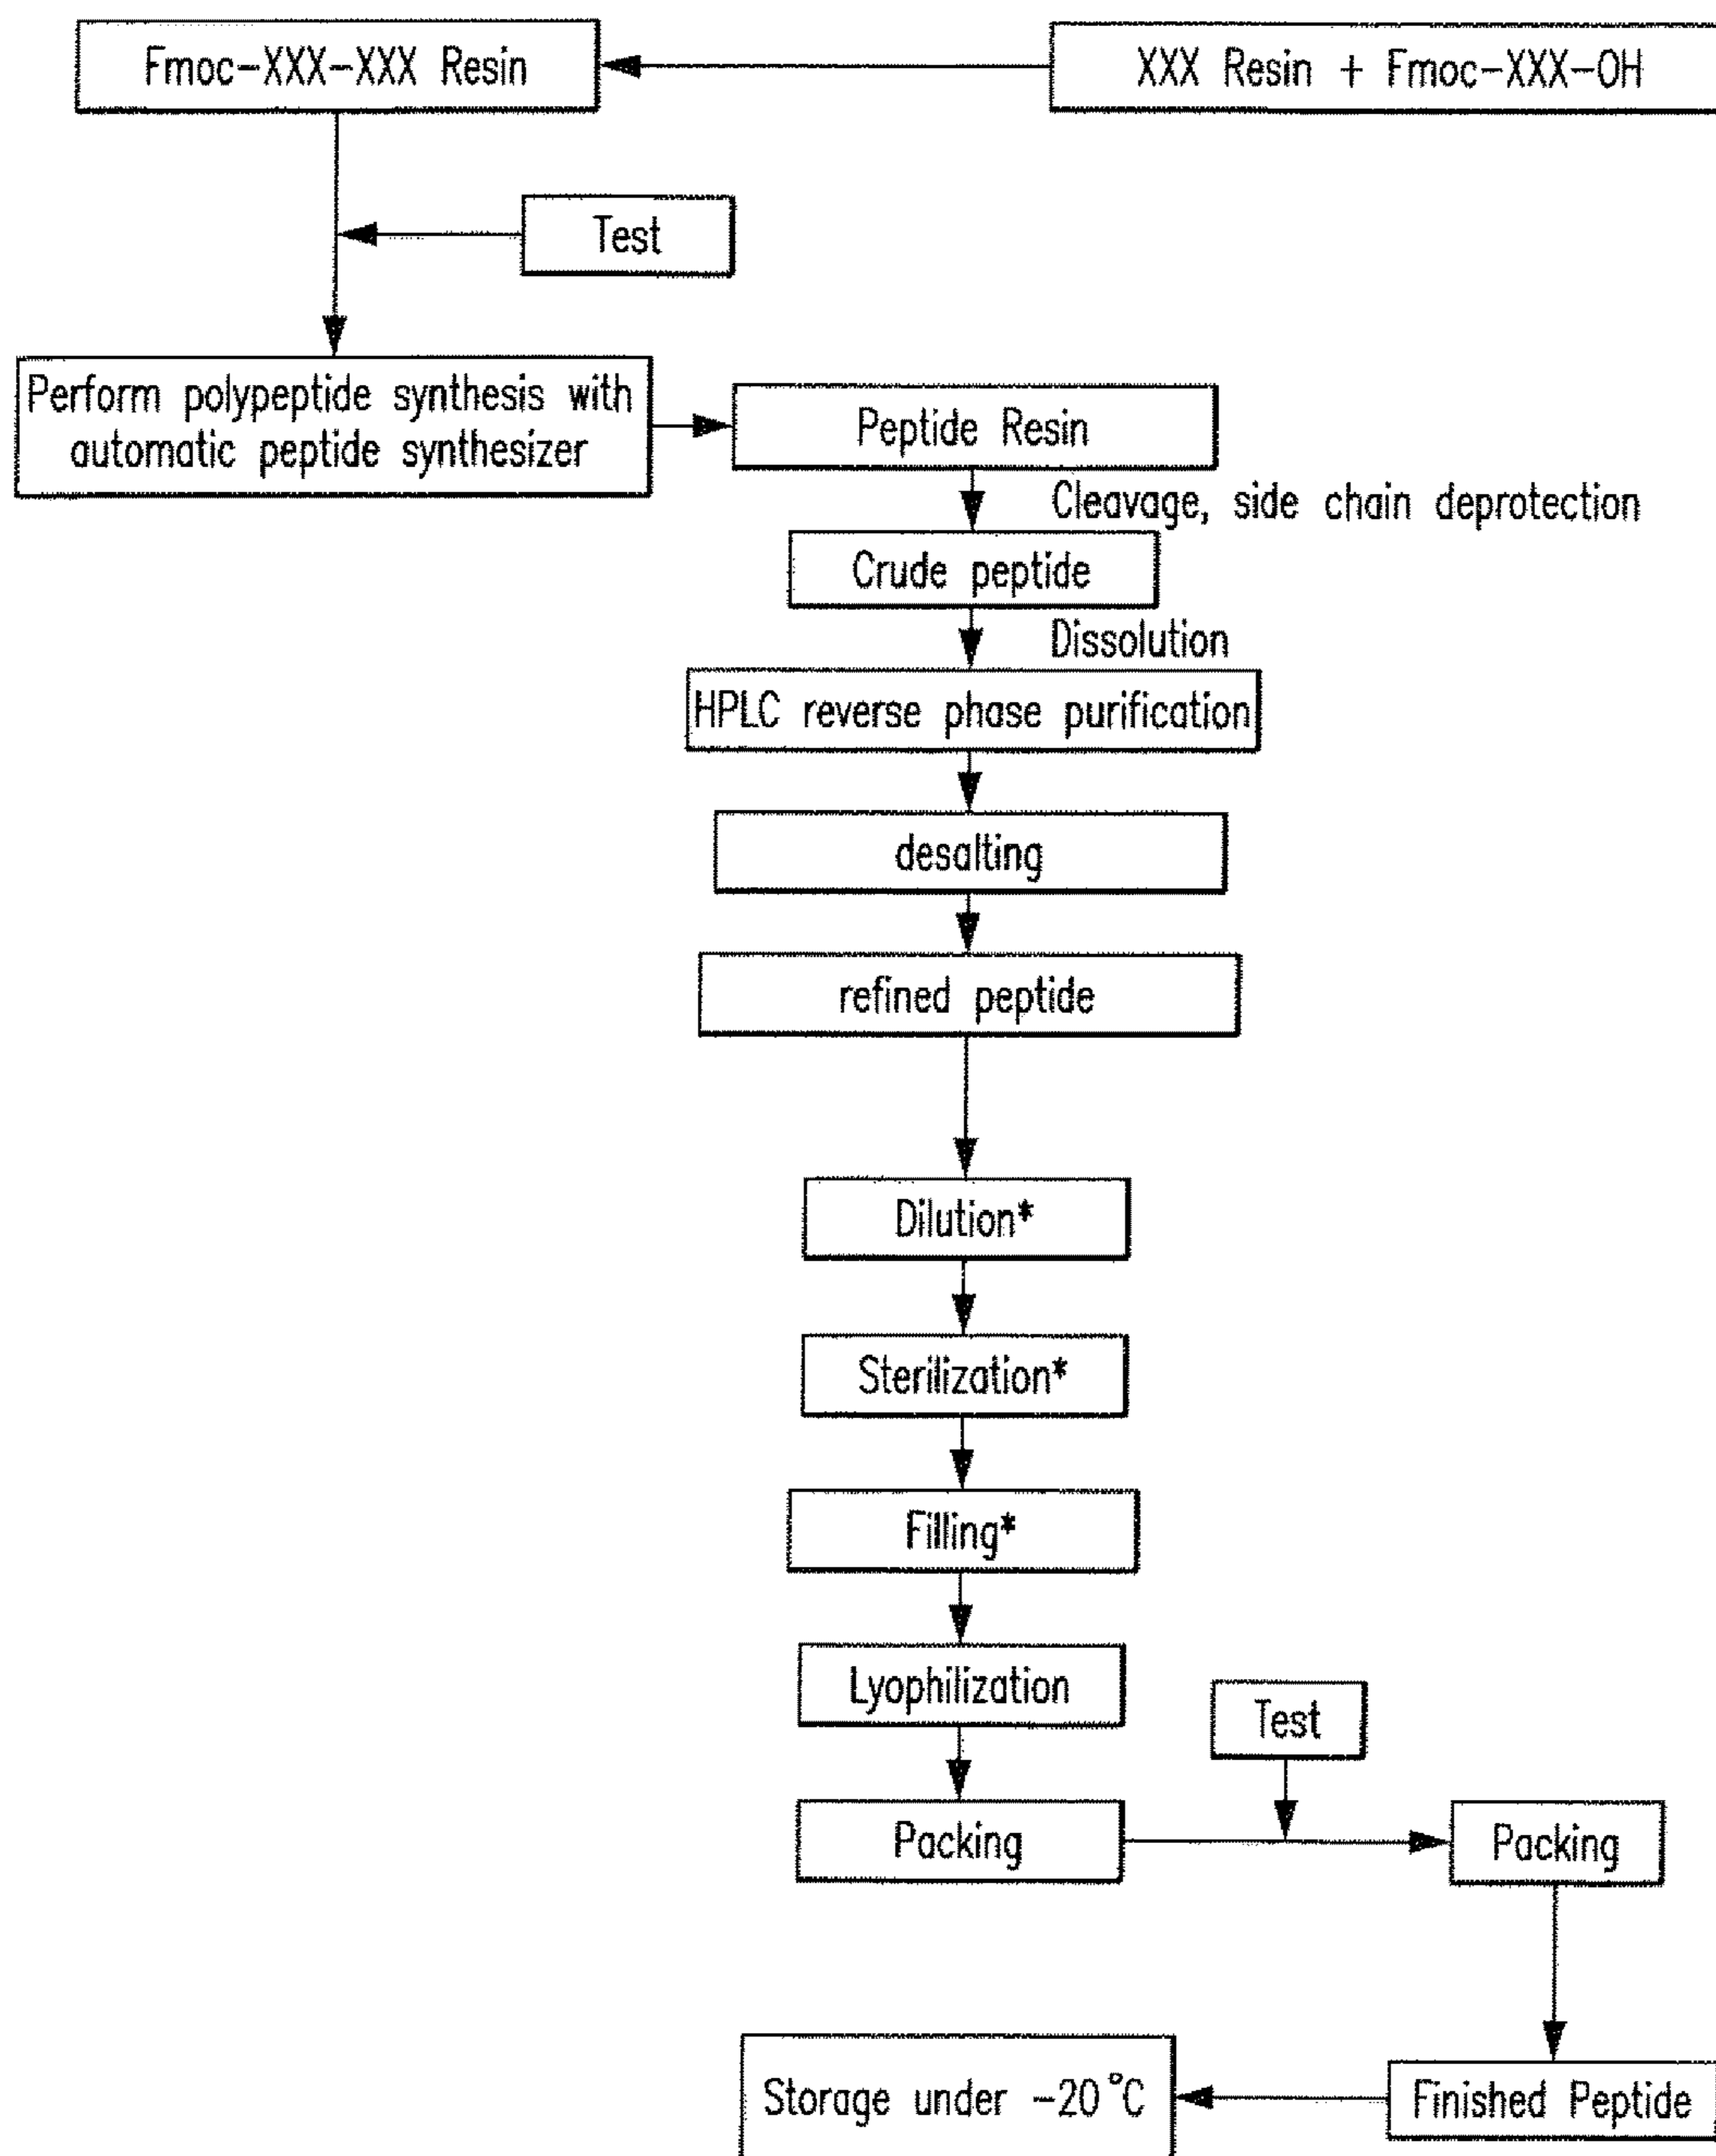 Fmoc-XXX-XXX Resin
XXX Resin + Fmoc-XXX-OH
Test
Perform polypeptide synthesis with
automatic peptide synthesizer
Peptide Resin
Cleavage, side chain deprotection
Crude peptide
Dissolution
HPLC reverse phase purification
desalting
refined peptide
Dilution*
Sterilization*
Filling*
Lyophilization
Test
Packing
Packing
Finished Peptide
Storage under -20°C